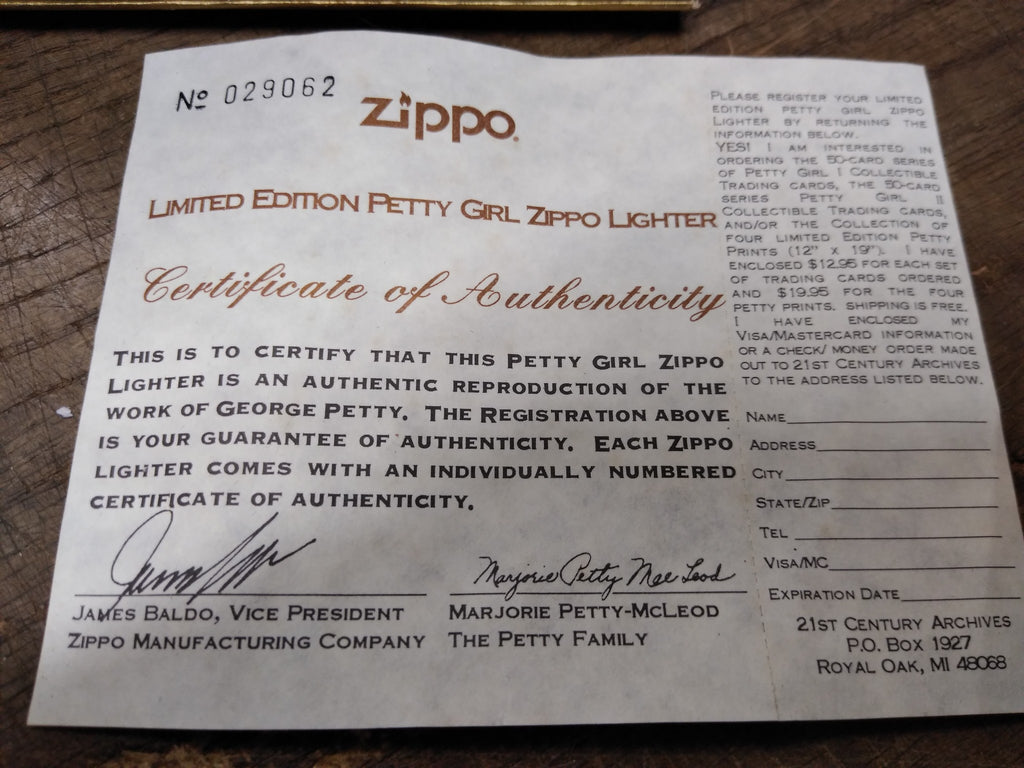 Nº 029062
zippo®
LIMITED EDITION PETTY GIRL ZIPPO LIGHTER
Certificate of Authenticity
THIS IS TO CERTIFY THAT THIS PETTY GIRL ZIPPO
LIGHTER IS AN AUTHENTIC REPRODUCTION OF THE
WORK OF GEORGE PETTY. THE REGISTRATION ABOVE
IS YOUR GUARANTEE OF AUTHENTICITY. EACH ZIPPO
LIGHTER COMES WITH AN INDIVIDUALLY NUMBERED
CERTIFICATE OF AUTHENTICITY.
Marjorie Petty MacLeod
JAMES BALDO, VICE PRESIDENT
ZIPPO MANUFACTURING COMPANY
MARJORIE PETTY-MCLEOD
THE PETTY FAMILY
PLEASE REGISTER YOUR LIMITED
EDITION PETTY GIRL ZIPPO
LIGHTER BY RETURNING THE
INFORMATION BELOW.
YES! I AM INTERESTED IN
ORDERING THE 50-CARD SERIES
OF PETTY GIRL I COLLECTIBLE
TRADING CARDS, THE 50-CARD
SERIES PETTY GIRL II
COLLECTIBLE TRADING CARDS,
AND/OR THE COLLECTION OF
FOUR LIMITED EDITION PETTY
PRINTS (12" X 19"). I HAVE
ENCLOSED $12.95 FOR EACH SET
OF TRADING CARDS ORDERED
AND $19.95 FOR THE FOUR
PETTY PRINTS. SHIPPING IS FREE.
I HAVE ENCLOSED MY
VISA/MASTERCARD INFORMATION
OR A CHECK/ MONEY ORDER MADE
OUT TO 21ST CENTURY ARCHIVES
TO THE ADDRESS LISTED BELOW.
NAME
ADDRESS
CITY
STATE/ZIP
TEL
VISA/MC
EXPIRATION DATE
21ST CENTURY ARCHIVES
P.O. BOX 1927
ROYAL OAK, MI 48068